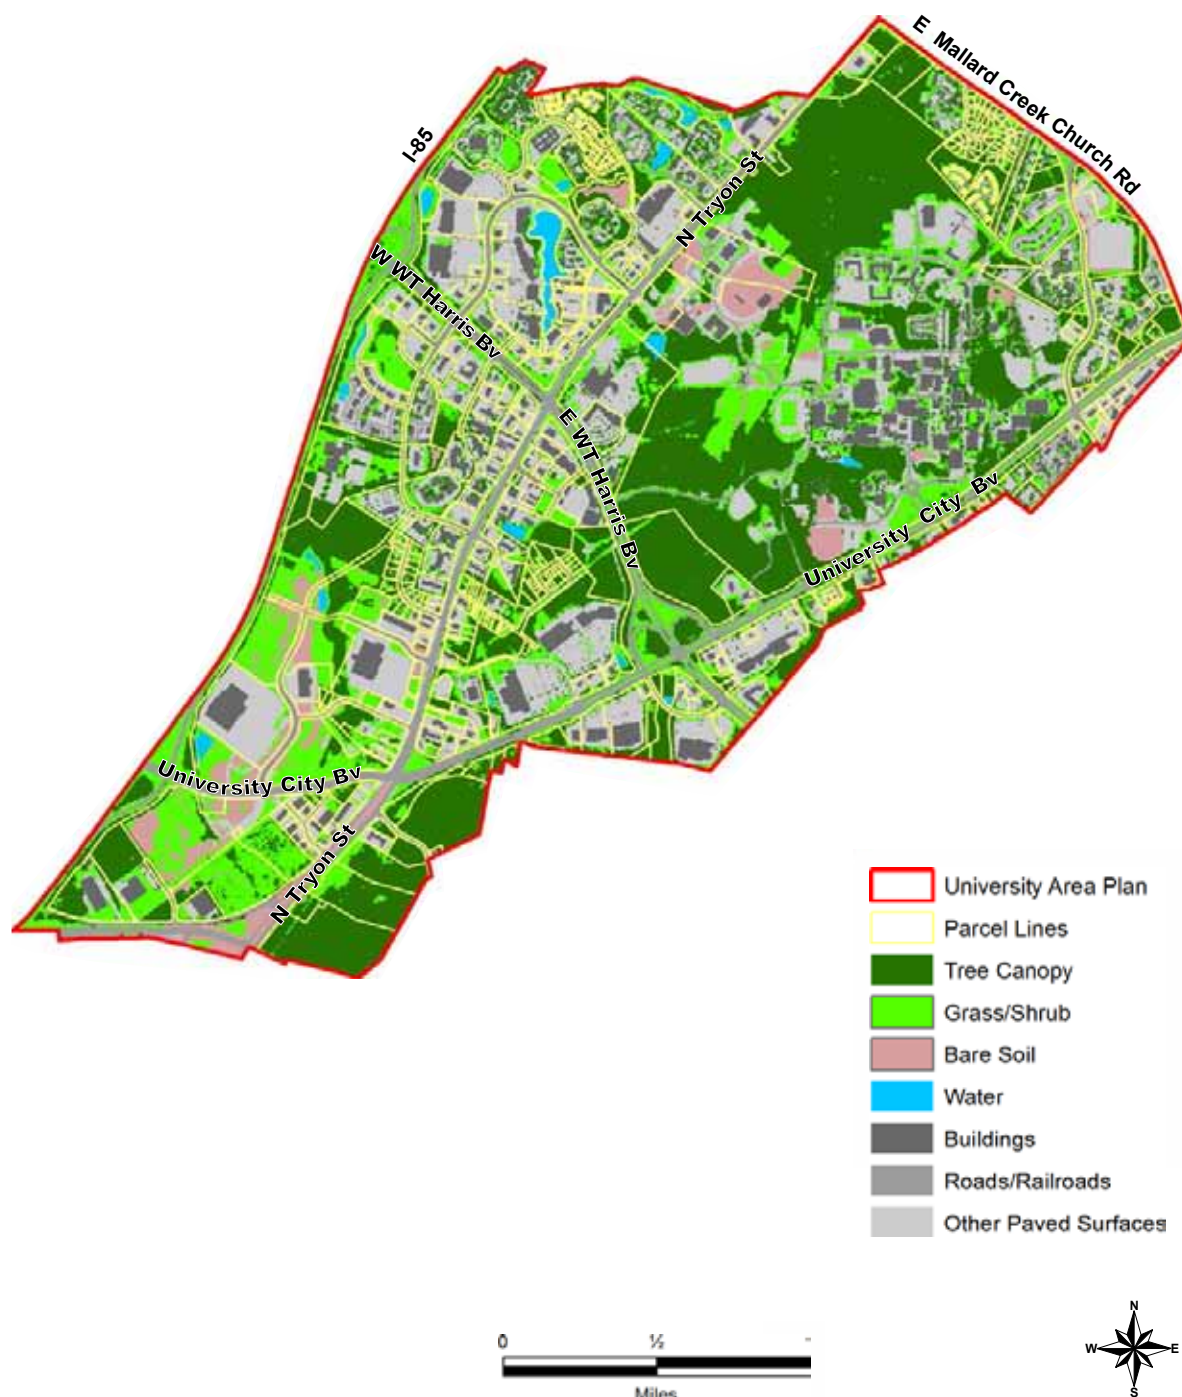 E Mallard Creek Church Rd
I-85
N Tryon St
W WT Harris Bv
E WT Harris Bv
University City Bv
University City Bv
N Tryon St
University Area Plan
Parcel Lines
Tree Canopy
Grass/Shrub
Bare Soil
Water
Buildings
Roads/Railroads
Other Paved Surfaces
N
W E
S
0 ½
Miles